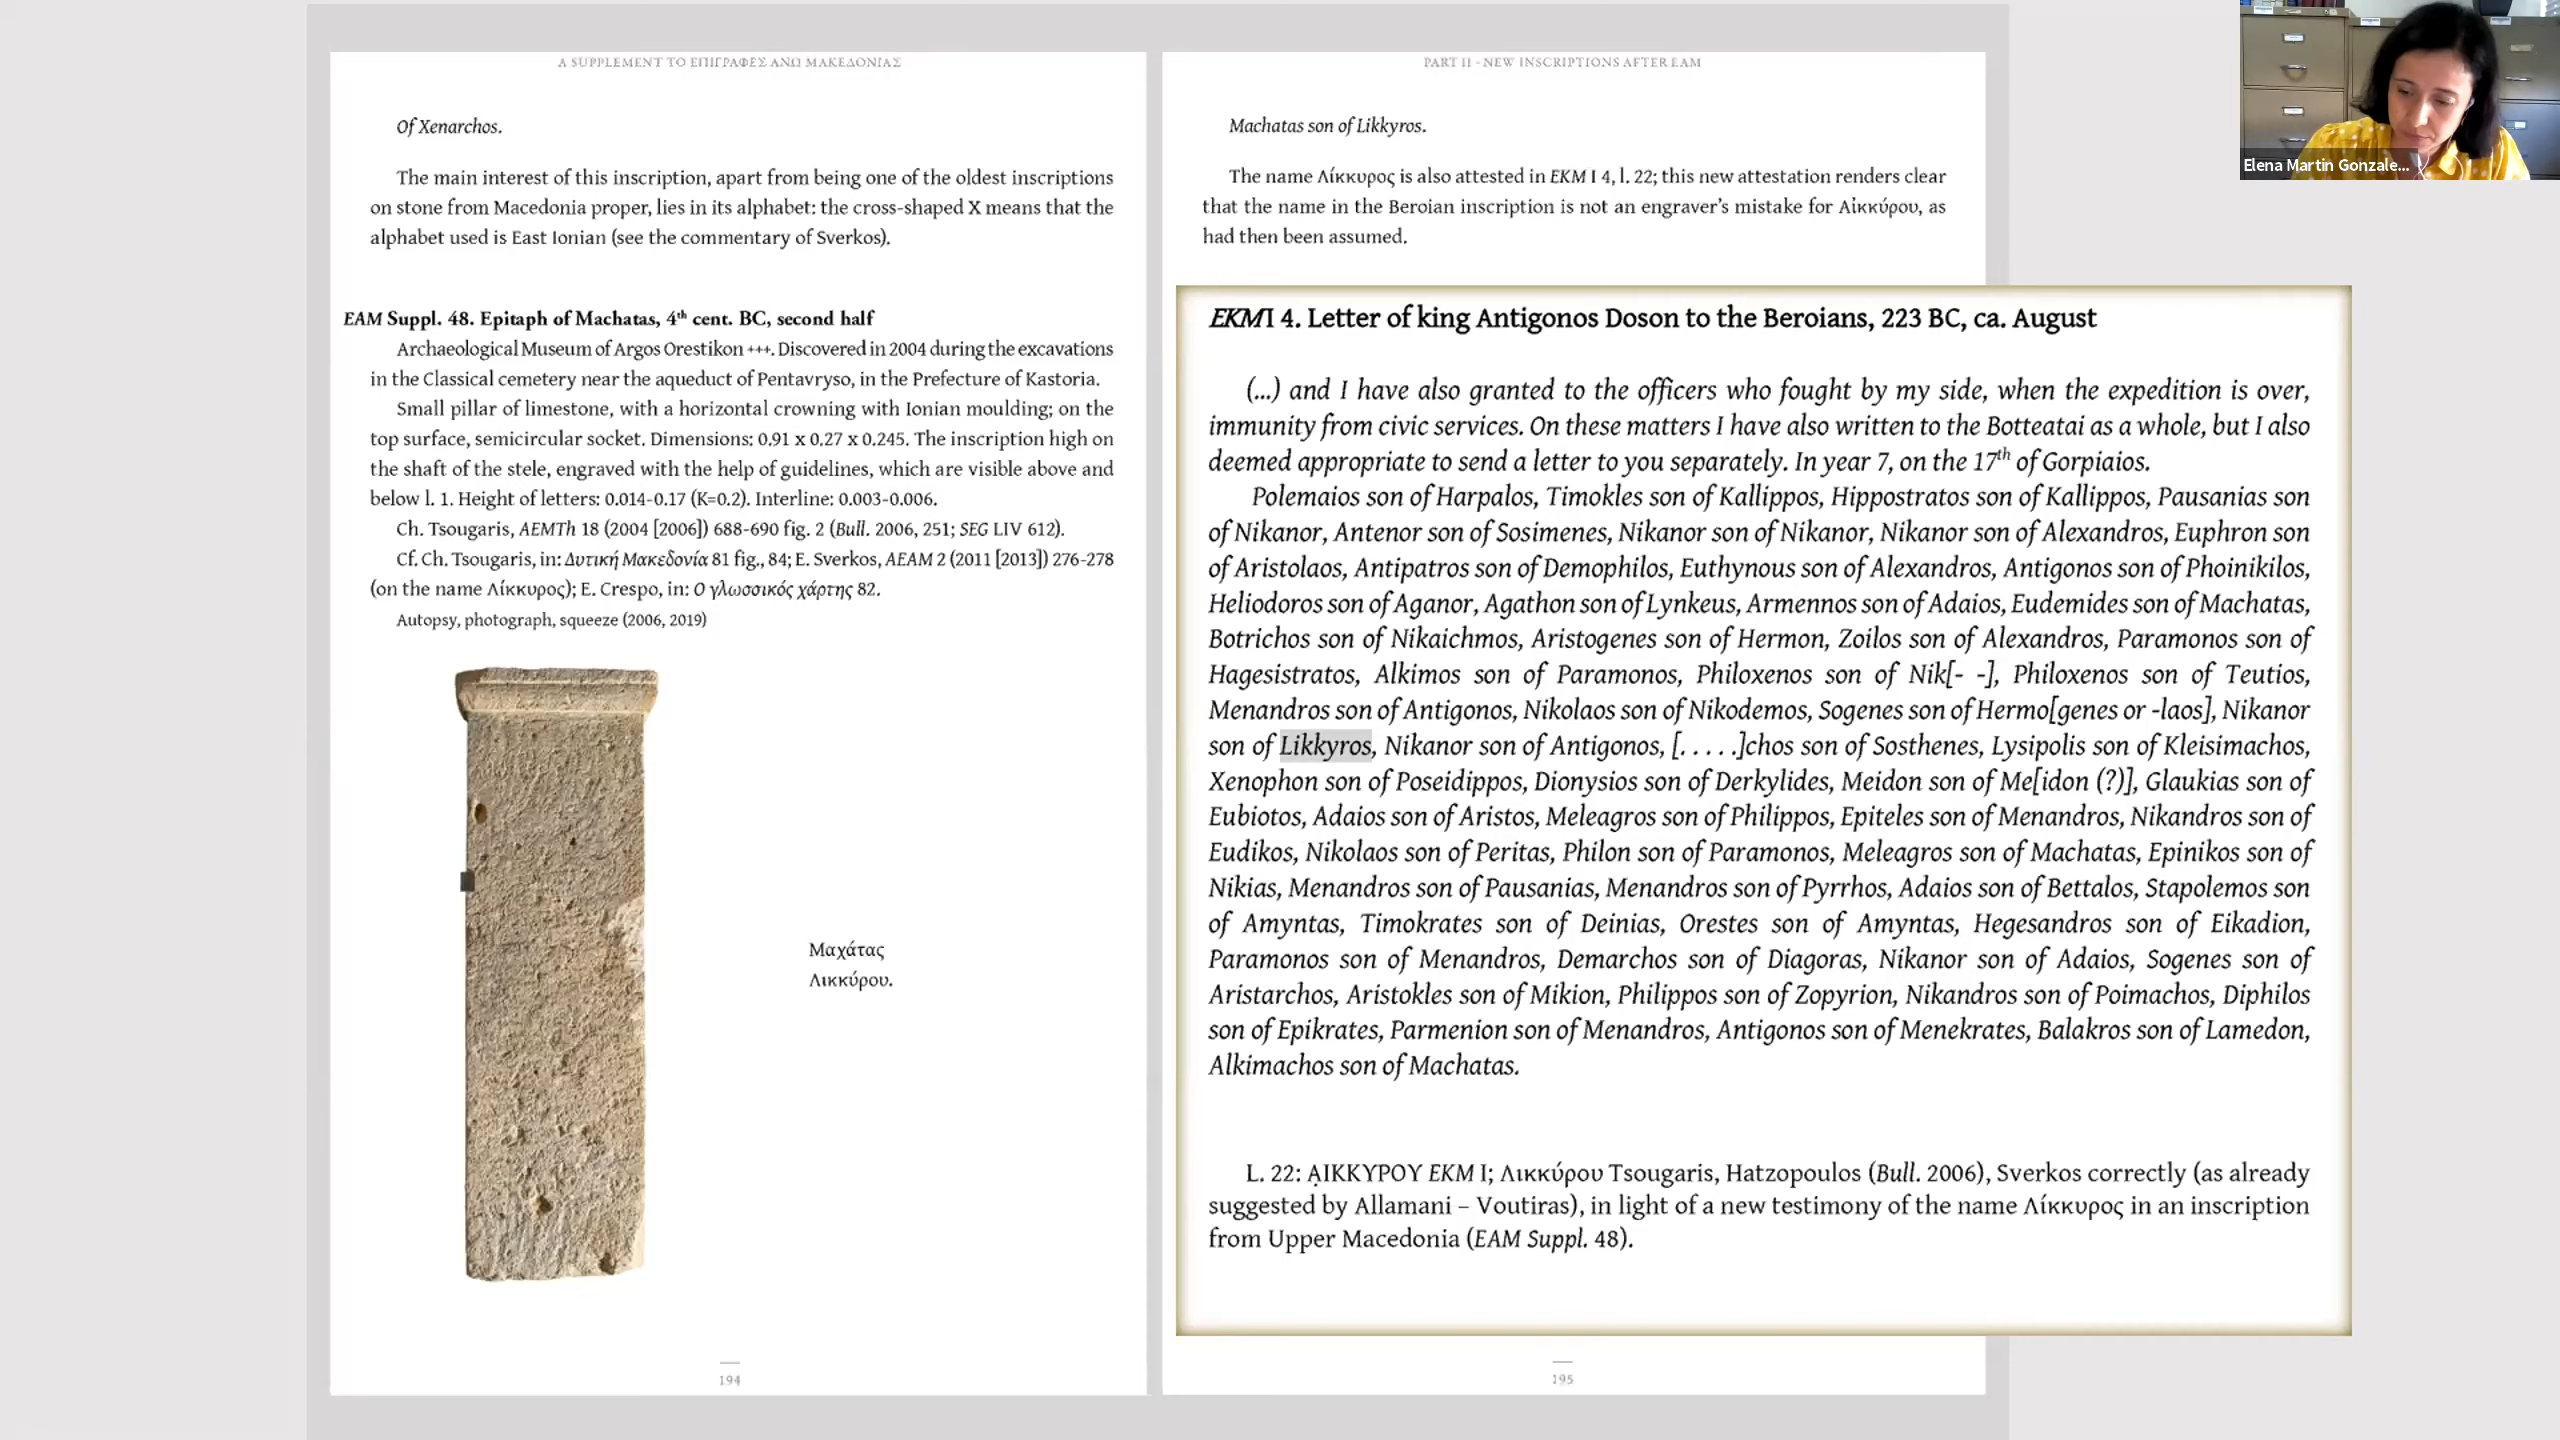 A SUPPLEMENT TO ΕΠΙΓΡΑΦΕΣ ΑΝΩ ΜΑΚΕΔΟΝΙΑΣ
Of Xenarchos.
The main interest of this inscription, apart from being one of the oldest inscriptions
on stone from Macedonia proper, lies in its alphabet: the cross-shaped X means that the
alphabet used is East Ionian (see the commentary of Sverkos).
EAM Suppl. 48. Epitaph of Machatas, 4th cent. BC, second half
Archaeological Museum of Argos Orestikon +++. Discovered in 2004 during the excavations
in the Classical cemetery near the aqueduct of Pentavryso, in the Prefecture of Kastoria.
Small pillar of limestone, with a horizontal crowning with Ionian moulding; on the
top surface, semicircular socket. Dimensions: 0.91 x 0.27 x 0.245. The inscription high on
the shaft of the stele, engraved with the help of guidelines, which are visible above and
below l. 1. Height of letters: 0.014-0.17 (K=0.2). Interline: 0.003-0.006.
Ch. Tsougaris, AEMTh 18 (2004 [2006]) 688-690 fig. 2 (Bull. 2006, 251; SEG LIV 612).
Cf. Ch. Tsougaris, in: Δυτική Μακεδονία 81 fig., 84; E. Sverkos, AEAM 2 (2011 [2013]) 276-278
(on the name Λίκκυρος); E. Crespo, in: Ο γλωσσικός χάρτης 82.
Autopsy, photograph, squeeze (2006, 2019)
Μαχάτας
Λικκύρου.
194
PART II - NEW INSCRIPTIONS AFTER EAM
Machatas son of Likkyros.
The name Λίκκυρος is also attested in EKM I 4, l. 22; this new attestation renders clear
that the name in the Beroian inscription is not an engraver's mistake for Αἰκκύρου, as
had then been assumed.
EKM I 4. Letter of king Antigonos Doson to the Beroians, 223 BC, ca. August
(...) and I have also granted to the officers who fought by my side, when the expedition is over,
immunity from civic services. On these matters I have also written to the Botteatai as a whole, but I also
deemed appropriate to send a letter to you separately. In year 7, on the 17th of Gorpiaios.
Polemaios son of Harpalos, Timokles son of Kallippos, Hippostratos son of Kallippos, Pausanias son
of Nikanor, Antenor son of Sosimenes, Nikanor son of Nikanor, Nikanor son of Alexandros, Euphron son
of Aristolaos, Antipatros son of Demophilos, Euthynous son of Alexandros, Antigonos son of Phoinikilos,
Heliodoros son of Aganor, Agathon son of Lynkeus, Armennos son of Adaios, Eudemides son of Machatas,
Botrichos son of Nikaichmos, Aristogenes son of Hermon, Zoilos son of Alexandros, Paramonos son of
Hagesistratos, Alkimos son of Paramonos, Philoxenos son of Nik[- -], Philoxenos son of Teutios,
Menandros son of Antigonos, Nikolaos son of Nikodemos, Sogenes son of Hermo[genes or -laos], Nikanor
son of Likkyros, Nikanor son of Antigonos, [. . . . .]chos son of Sosthenes, Lysipolis son of Kleisimachos,
Xenophon son of Poseidippos, Dionysios son of Derkylides, Meidon son of Me[idon (?)], Glaukias son of
Eubiotos, Adaios son of Aristos, Meleagros son of Philippos, Epiteles son of Menandros, Nikandros son of
Eudikos, Nikolaos son of Peritas, Philon son of Paramonos, Meleagros son of Machatas, Epinikos son of
Nikias, Menandros son of Pausanias, Menandros son of Pyrrhos, Adaios son of Bettalos, Stapolemos son
of Amyntas, Timokrates son of Deinias, Orestes son of Amyntas, Hegesandros son of Eikadion,
Paramonos son of Menandros, Demarchos son of Diagoras, Nikanor son of Adaios, Sogenes son of
Aristarchos, Aristokles son of Mikion, Philippos son of Zopyrion, Nikandros son of Poimachos, Diphilos
son of Epikrates, Parmenion son of Menandros, Antigonos son of Menekrates, Balakros son of Lamedon,
Alkimachos son of Machatas.
L. 22: ẠΙΚΚΥΡΟΥ EKM I; Λικκύρου Tsougaris, Hatzopoulos (Bull. 2006), Sverkos correctly (as already
suggested by Allamani – Voutiras), in light of a new testimony of the name Λίκκυρος in an inscription
from Upper Macedonia (EAM Suppl. 48).
195
Elena Martin Gonzale...